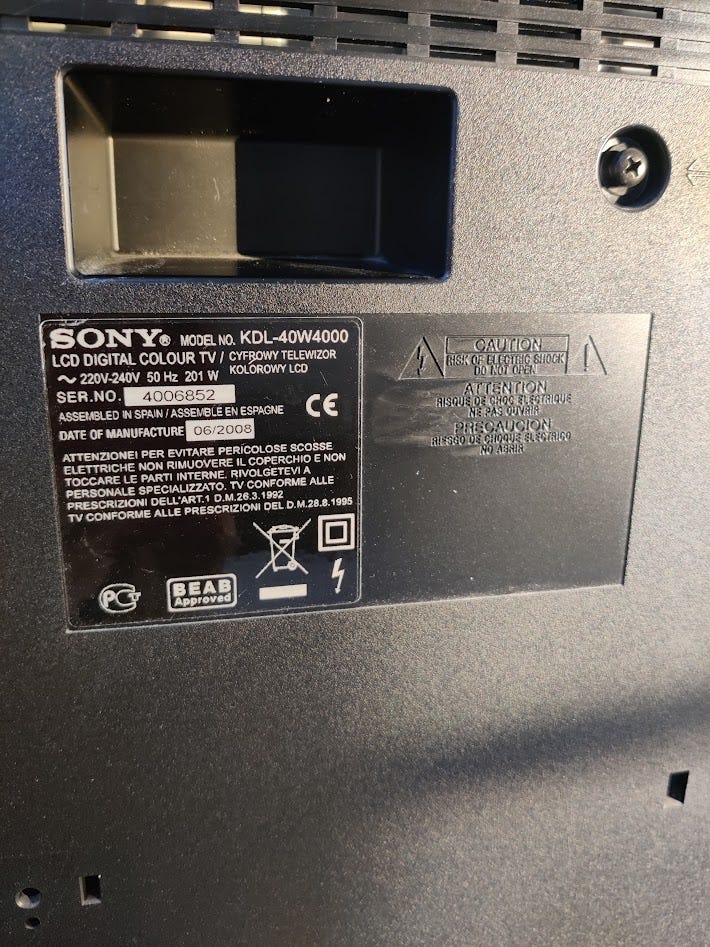 SONY® MODEL NO. KDL-40W4000
LCD DIGITAL COLOUR TV / CYFROWY TELEWIZOR KOLOROWY LCD
~ 220V-240V 50 Hz 201 W
SER.NO. 4006852
ASSEMBLED IN SPAIN / ASSEMBLE EN ESPAGNE
CE
DATE OF MANUFACTURE 06/2008
ATTENZIONE! PER EVITARE PERICOLOSE SCOSSE
ELETTRICHE NON RIMUOVERE IL COPERCHIO E NON
TOCCARE LE PARTI INTERNE. RIVOLGETEVI A
PERSONALE SPECIALIZZATO. TV CONFORME ALLE
PRESCRIZIONI DELL'ART.1 D.M.26.3.1992
TV CONFORME ALLE PRESCRIZIONI DEL D.M.28.8.1995
BEAB
Approved
CAUTION
RISK OF ELECTRIC SHOCK
DO NOT OPEN
ATTENTION
RISQUE DE CHOC ELECTRIQUE
NE PAS OUVRIR
PRECAUCION
RIESGO DE CHOQUE ELECTRICO
NO ABRIR